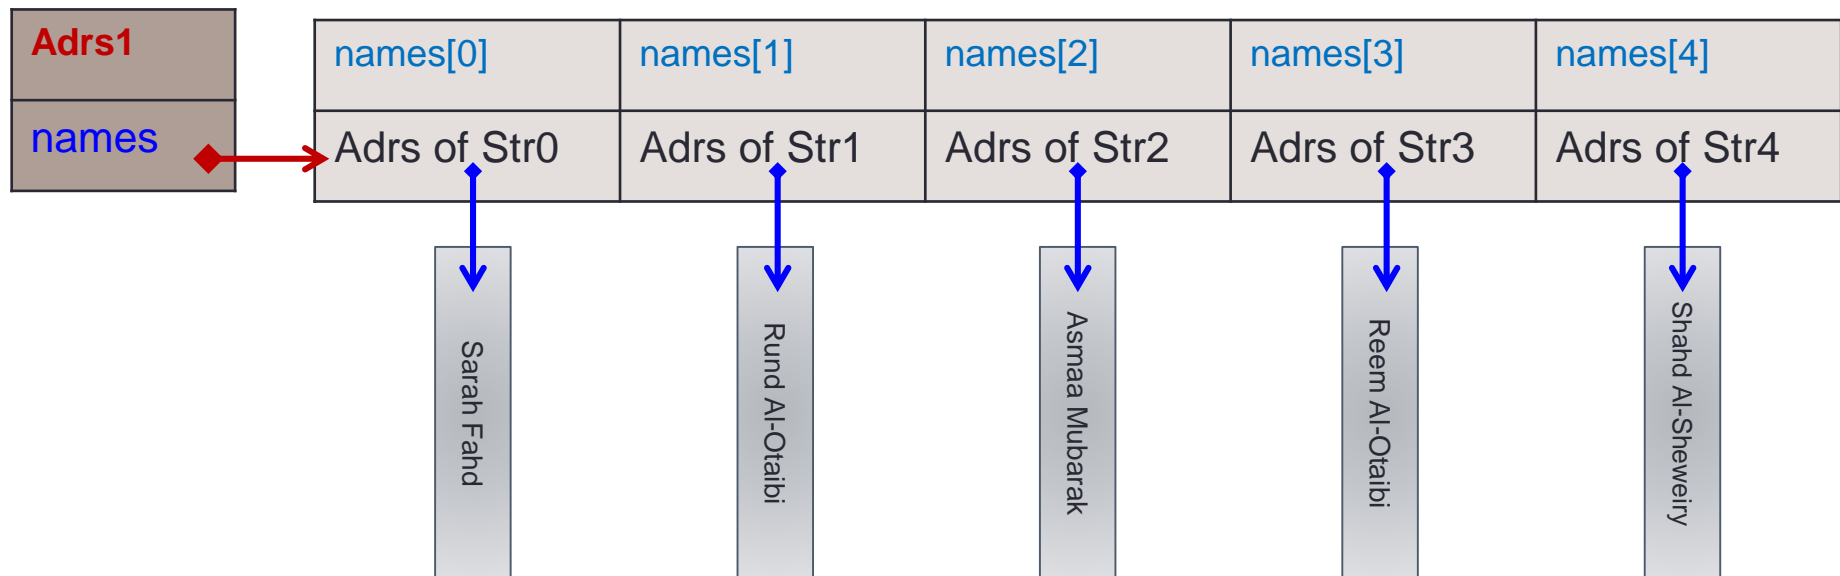 Adrs1
names
names[0]
names[1]
names[2]
names[3]
names[4]
Adrs of Str0
Adrs of Str1
Adrs of Str2
Adrs of Str3
Adrs of Str4
Sarah Fahd
Rund Al-Otaibi
Asmaa Mubarak
Reem Al-Otaibi
Shahd Al-Sheweiry